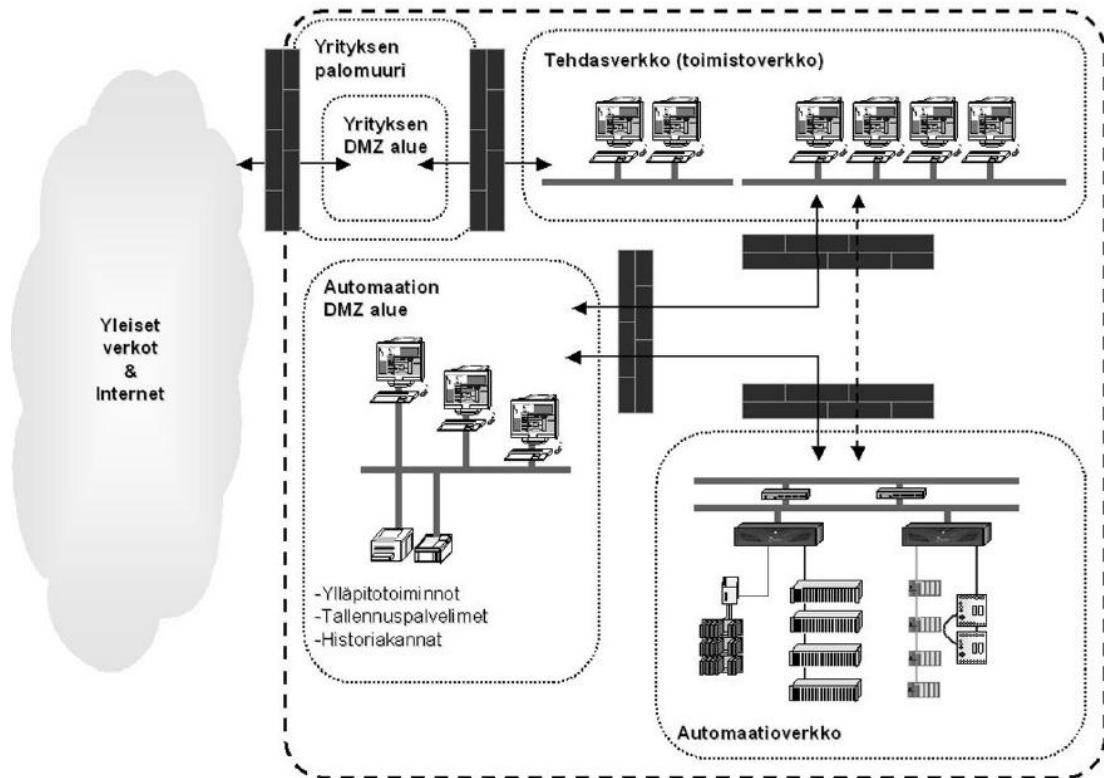 Yrityksen
palomuuri
Yrityksen
DMZ alue
Tehdasverkko (toimistoverkko)
Yleiset
verkot
&
Internet
Automaation
DMZ alue
-Ylläpitotoiminnot
-Tallennuspalvelimet
-Historiakannat
Automaatioverkko